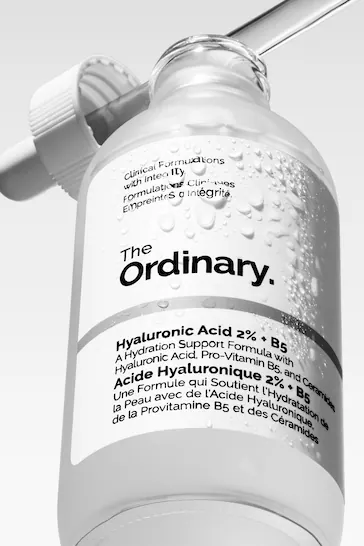 Clinical Formulations
with Integrity
Formulations Cliniques
Empreintes d'Intégrité.
The
Ordinary.
Hyaluronic Acid 2% + B5
A Hydration Support Formula with
Hyaluronic Acid, Pro-Vitamin B5, and Ceramides
Acide Hyaluronique 2% + B5
Une Formule qui Soutient l'Hydratation de
la Peau avec de l'Acide Hyaluronique,
de la Provitamine B5 et des Céramides